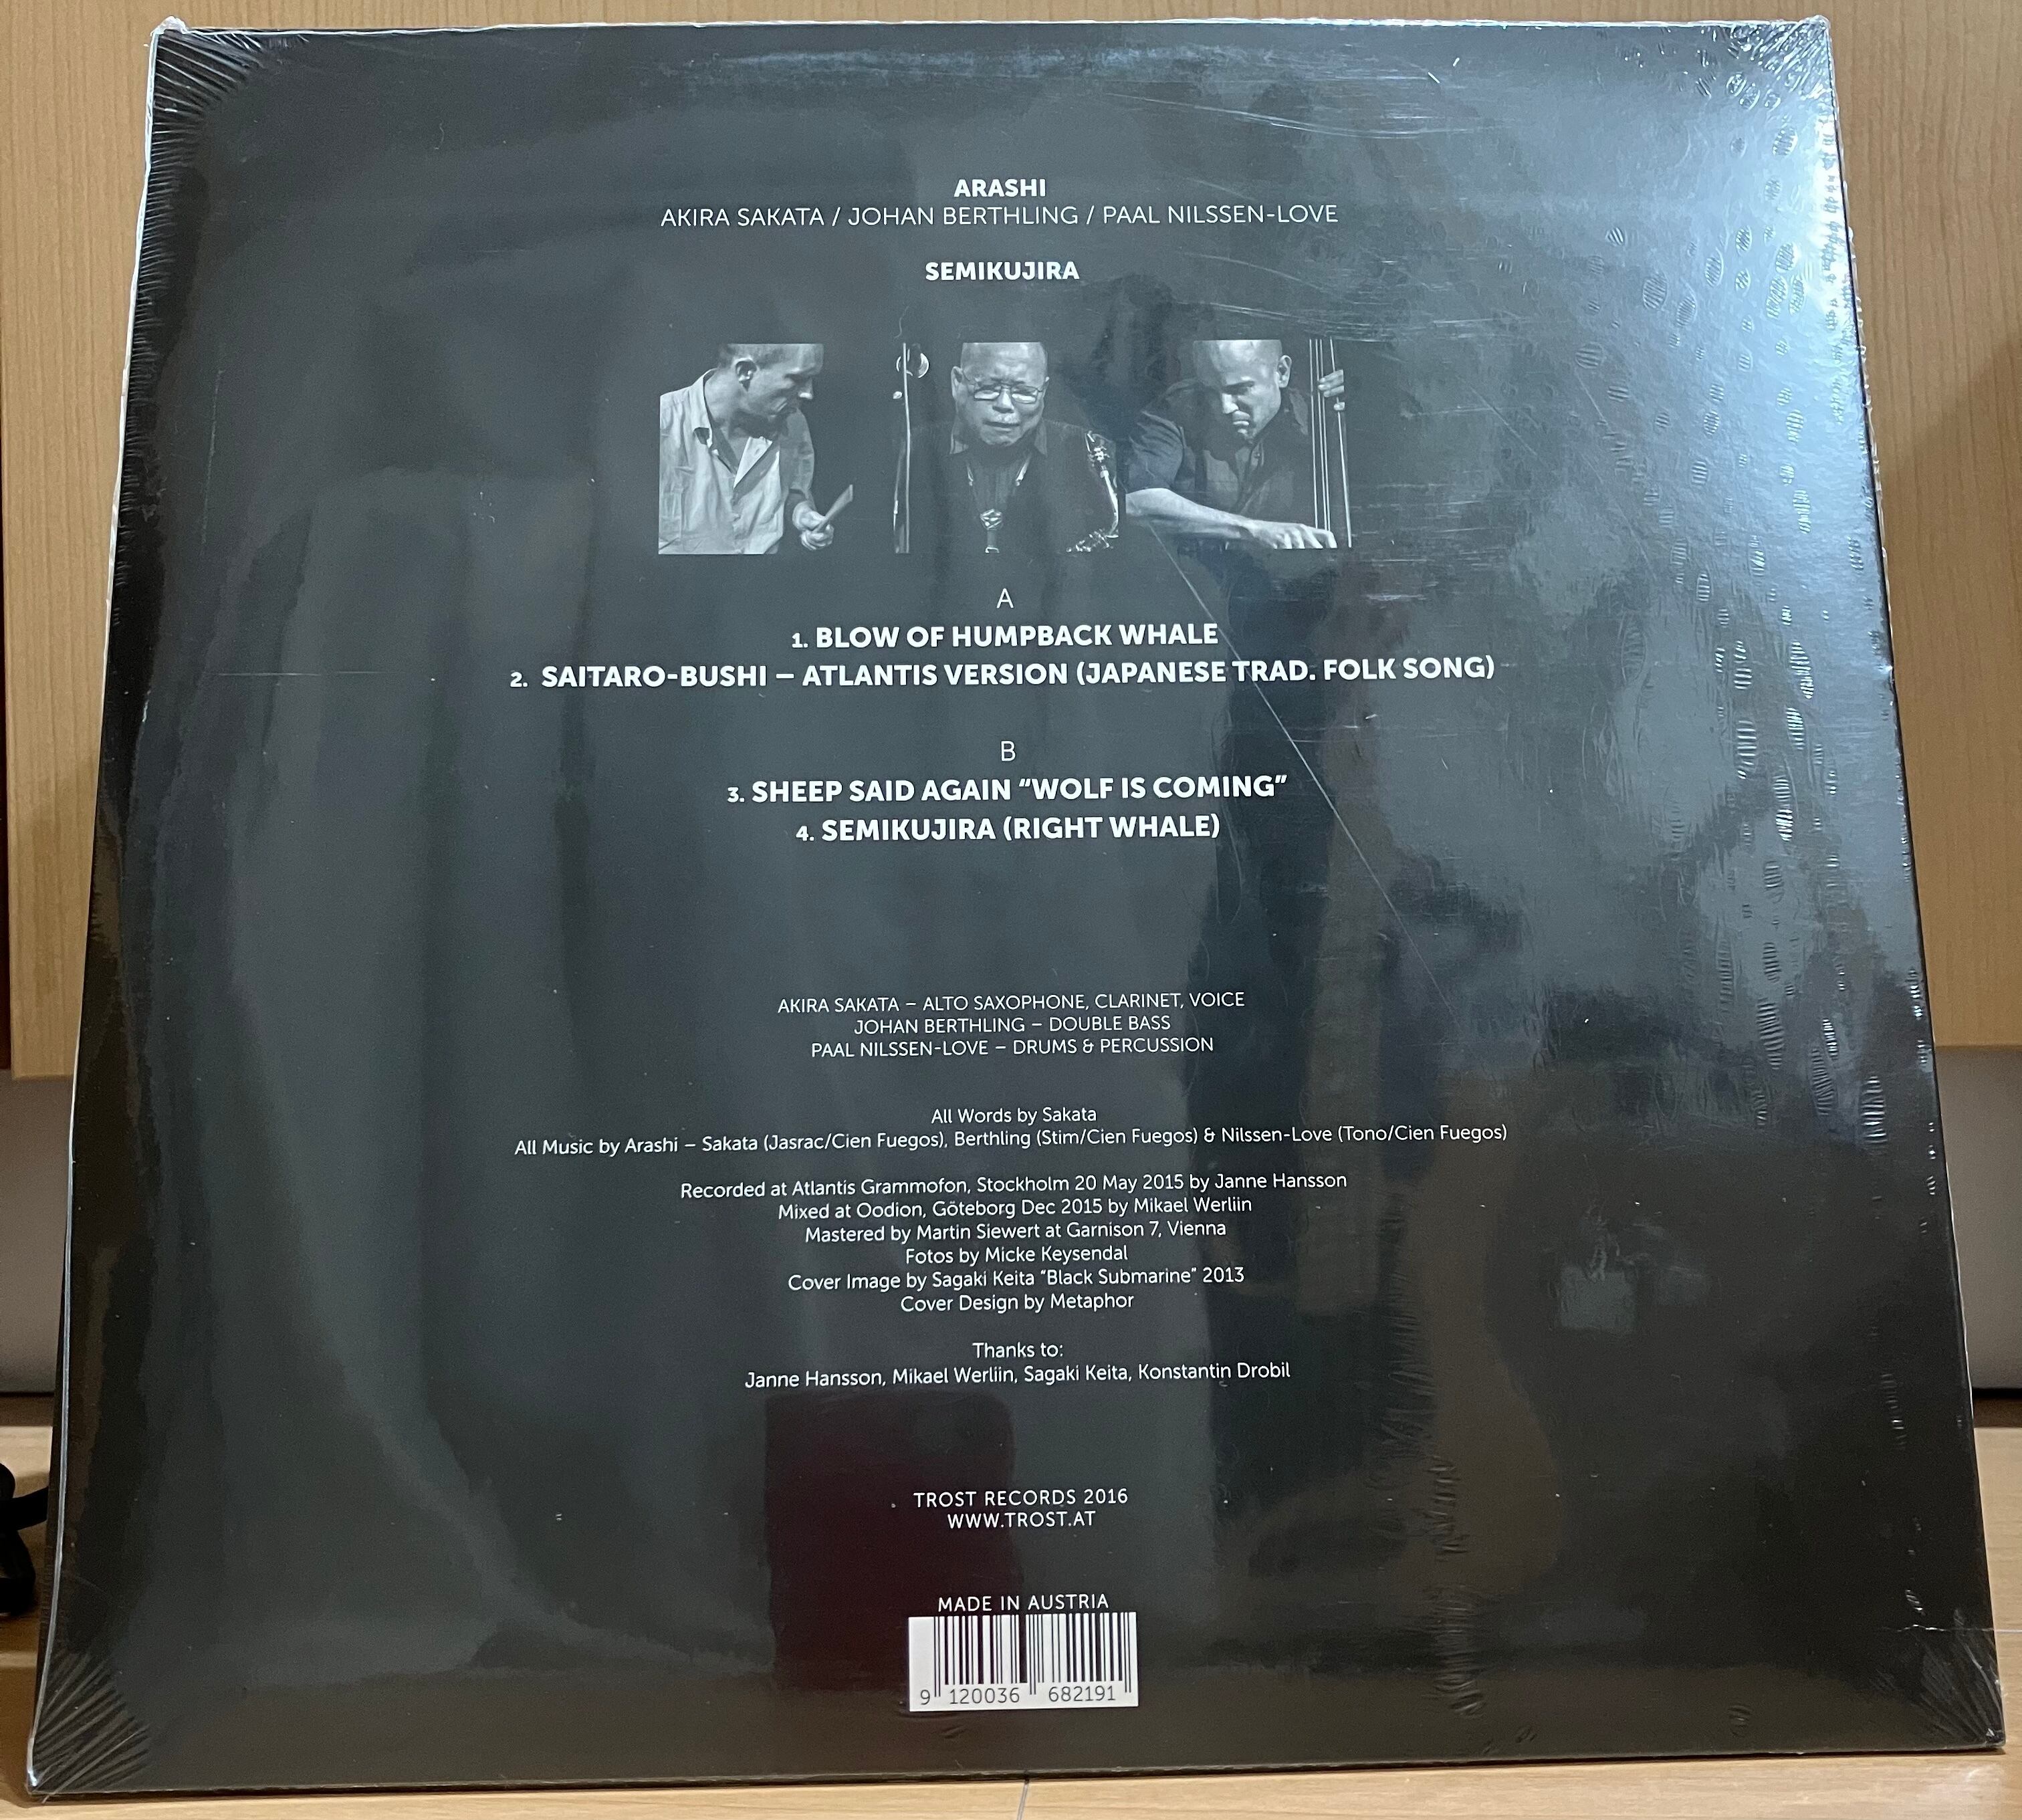 ARASHI
AKIRA SAKATA / JOHAN BERTHLING / PAAL NILSSEN-LOVE
SEMIKUJIRA
A
1. BLOW OF HUMPBACK WHALE
2. SAITARO-BUSHI – ATLANTIS VERSION (JAPANESE TRAD. FOLK SONG)
B
3. SHEEP SAID AGAIN “WOLF IS COMING”
4. SEMIKUJIRA (RIGHT WHALE)
AKIRA SAKATA – ALTO SAXOPHONE, CLARINET, VOICE
JOHAN BERTHLING – DOUBLE BASS
PAAL NILSSEN-LOVE – DRUMS & PERCUSSION
All Words by Sakata
All Music by Arashi – Sakata (Jasrac/Cien Fuegos), Berthling (Stim/Cien Fuegos) & Nilssen-Love (Tono/Cien Fuegos)
Recorded at Atlantis Grammofon, Stockholm 20 May 2015 by Janne Hansson
Mixed at Oodion, Göteborg Dec 2015 by Mikael Werliin
Mastered by Martin Siewert at Garnison 7, Vienna
Fotos by Micke Keysendal
Cover Image by Sagaki Keita “Black Submarine” 2013
Cover Design by Metaphor
Thanks to:
Janne Hansson, Mikael Werliin, Sagaki Keita, Konstantin Drobil
TROST RECORDS 2016
WWW.TROST.AT
MADE IN AUSTRIA
9 120036 682191